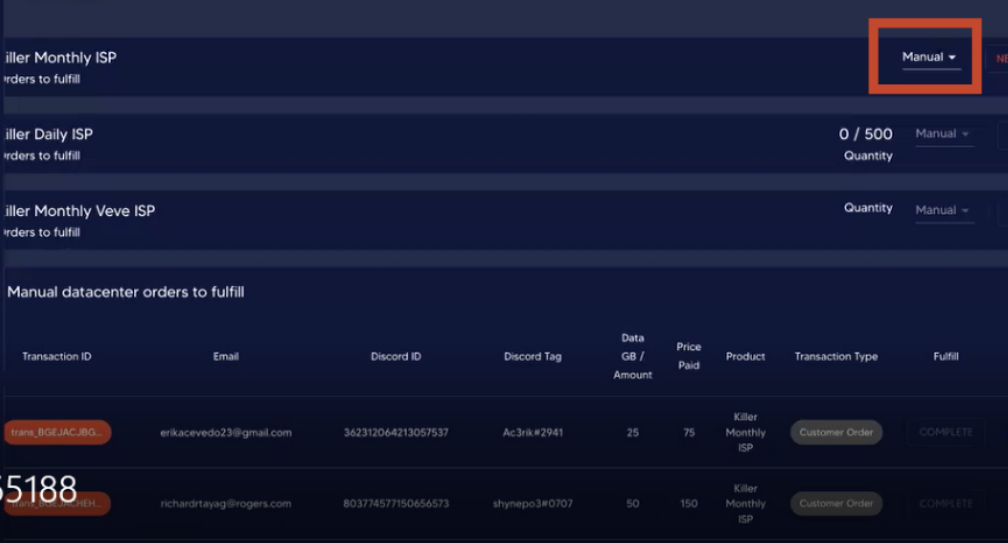 iller Monthly ISP
rders to fulfill
Manual
NE
iller Daily ISP
rders to fulfill
0 / 500
Quantity
Manual
iller Monthly Veve ISP
rders to fulfill
Quantity
Manual
Manual datacenter orders to fulfill
Transaction ID Email Discord ID Discord Tag Data GB / Amount Price Paid Product Transaction Type Fulfill
trans_BGEJACJBG... erikacevedo23@gmail.com 362312064213057537 Ac3rik#2941 25 75 Killer Monthly ISP Customer Order COMPLETE
55188
richardrtayag@rogers.com 803774577150656573 shynepo3#0707 50 150 Killer Monthly ISP Customer Order COMPLETE